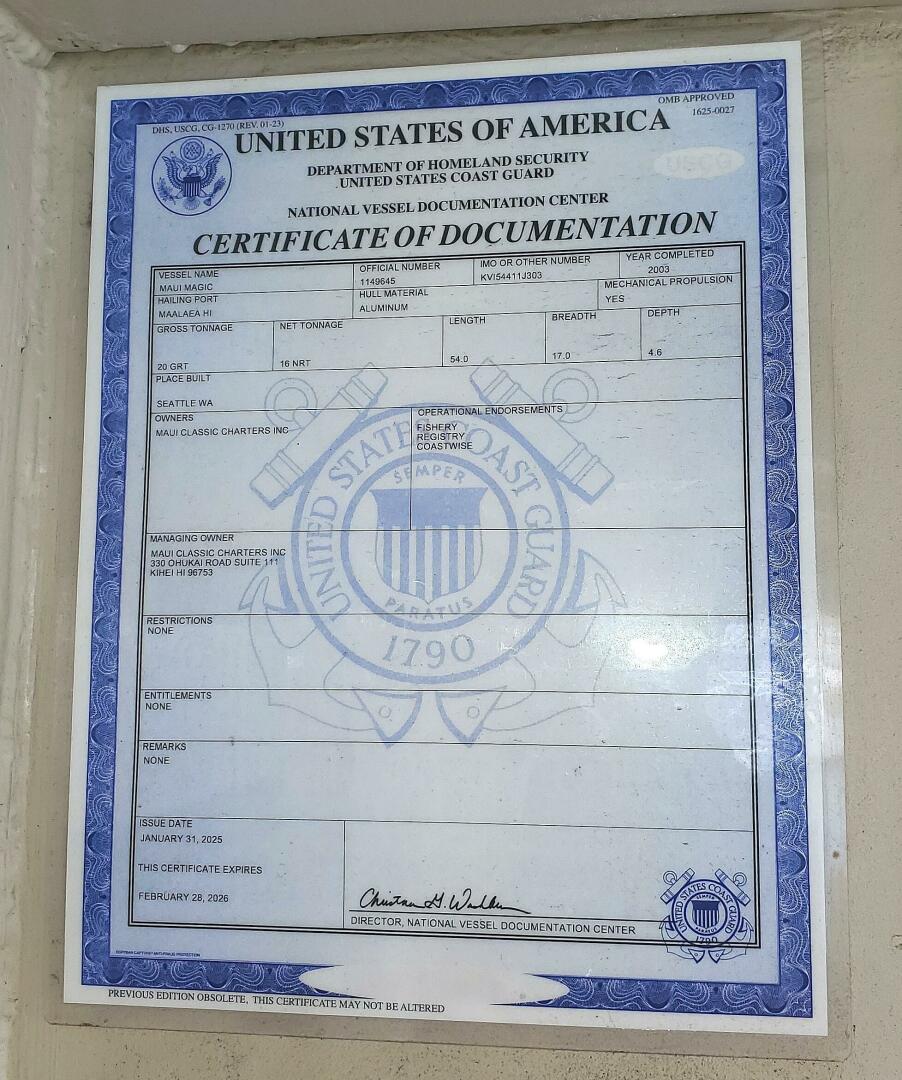 DHS, USCG, CG-1270 (REV. 01-23)
OMB APPROVED
1625-0027
UNITED STATES OF AMERICA
DEPARTMENT OF HOMELAND SECURITY
UNITED STATES COAST GUARD
USCG
NATIONAL VESSEL DOCUMENTATION CENTER
CERTIFICATE OF DOCUMENTATION
VESSEL NAME
MAUI MAGIC
OFFICIAL NUMBER
1149645
IMO OR OTHER NUMBER
KVI54411J303
YEAR COMPLETED
2003
HAILING PORT
MAALAEA HI
HULL MATERIAL
ALUMINUM
MECHANICAL PROPULSION
YES
GROSS TONNAGE
20 GRT
NET TONNAGE
16 NRT
LENGTH
54.0
BREADTH
17.0
DEPTH
4.6
PLACE BUILT
SEATTLE WA
OWNERS
MAUI CLASSIC CHARTERS INC
OPERATIONAL ENDORSEMENTS
FISHERY
REGISTRY
COASTWISE
UNITED STATES COAST GUARD
SEMPER
PARATUS
1790
MANAGING OWNER
MAUI CLASSIC CHARTERS INC
330 OHUKAI ROAD SUITE 111
KIHEI HI 96753
RESTRICTIONS
NONE
ENTITLEMENTS
NONE
REMARKS
NONE
ISSUE DATE
JANUARY 31, 2025
THIS CERTIFICATE EXPIRES
FEBRUARY 28, 2026
DIRECTOR, NATIONAL VESSEL DOCUMENTATION CENTER
UNITED STATES COAST GUARD
SEMPER
PARATUS
1790
PREVIOUS EDITION OBSOLETE, THIS CERTIFICATE MAY NOT BE ALTERED